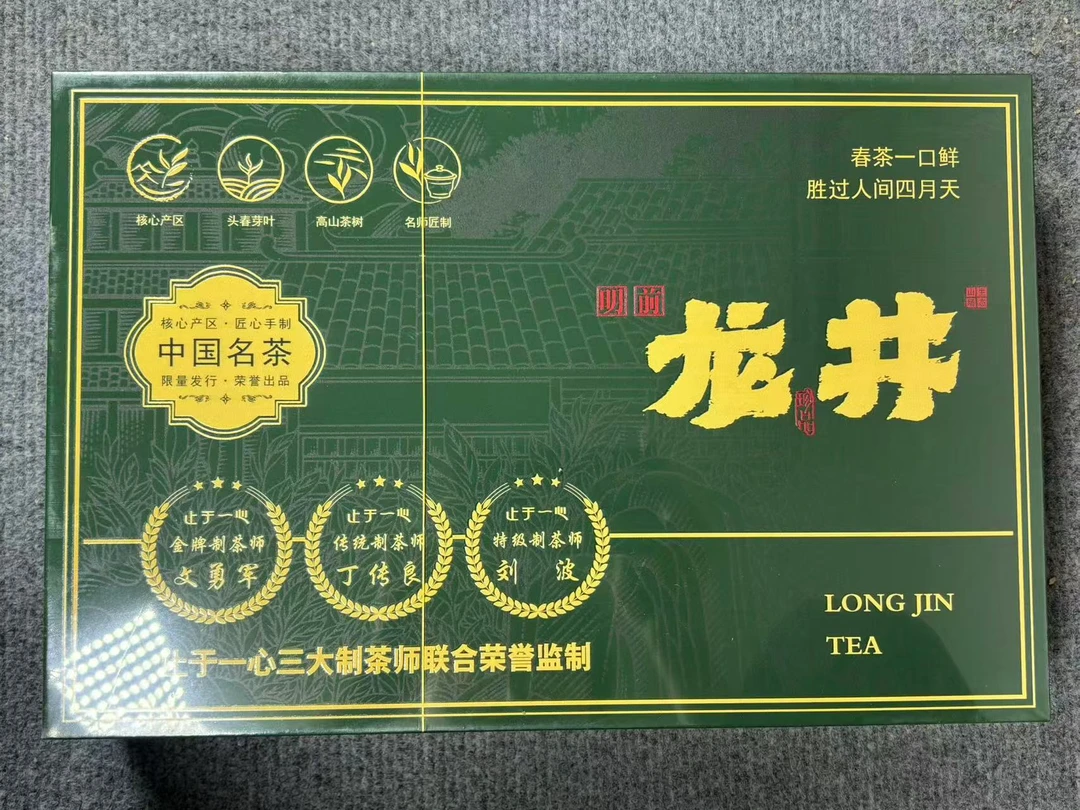 核心产区
头春芽叶
高山茶树
名师匠制
春茶一口鲜
胜过人间四月天
核心产区·匠心手制
中国名茶
限量发行·荣誉出品
明前
龙井
止于一心
金牌制茶师
文勇军
止于一心
传统制茶师
丁传良
止于一心
特级制茶师
刘 波
止于一心三大制茶师联合荣誉监制
LONG JIN
TEA